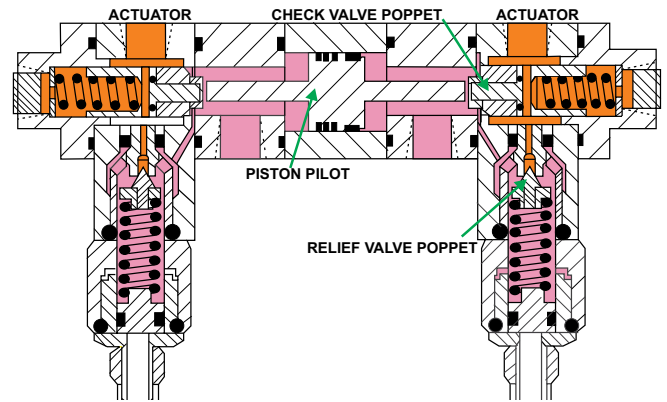 ACTUATOR
CHECK VALVE POPPET
ACTUATOR
PISTON PILOT
RELIEF VALVE POPPET